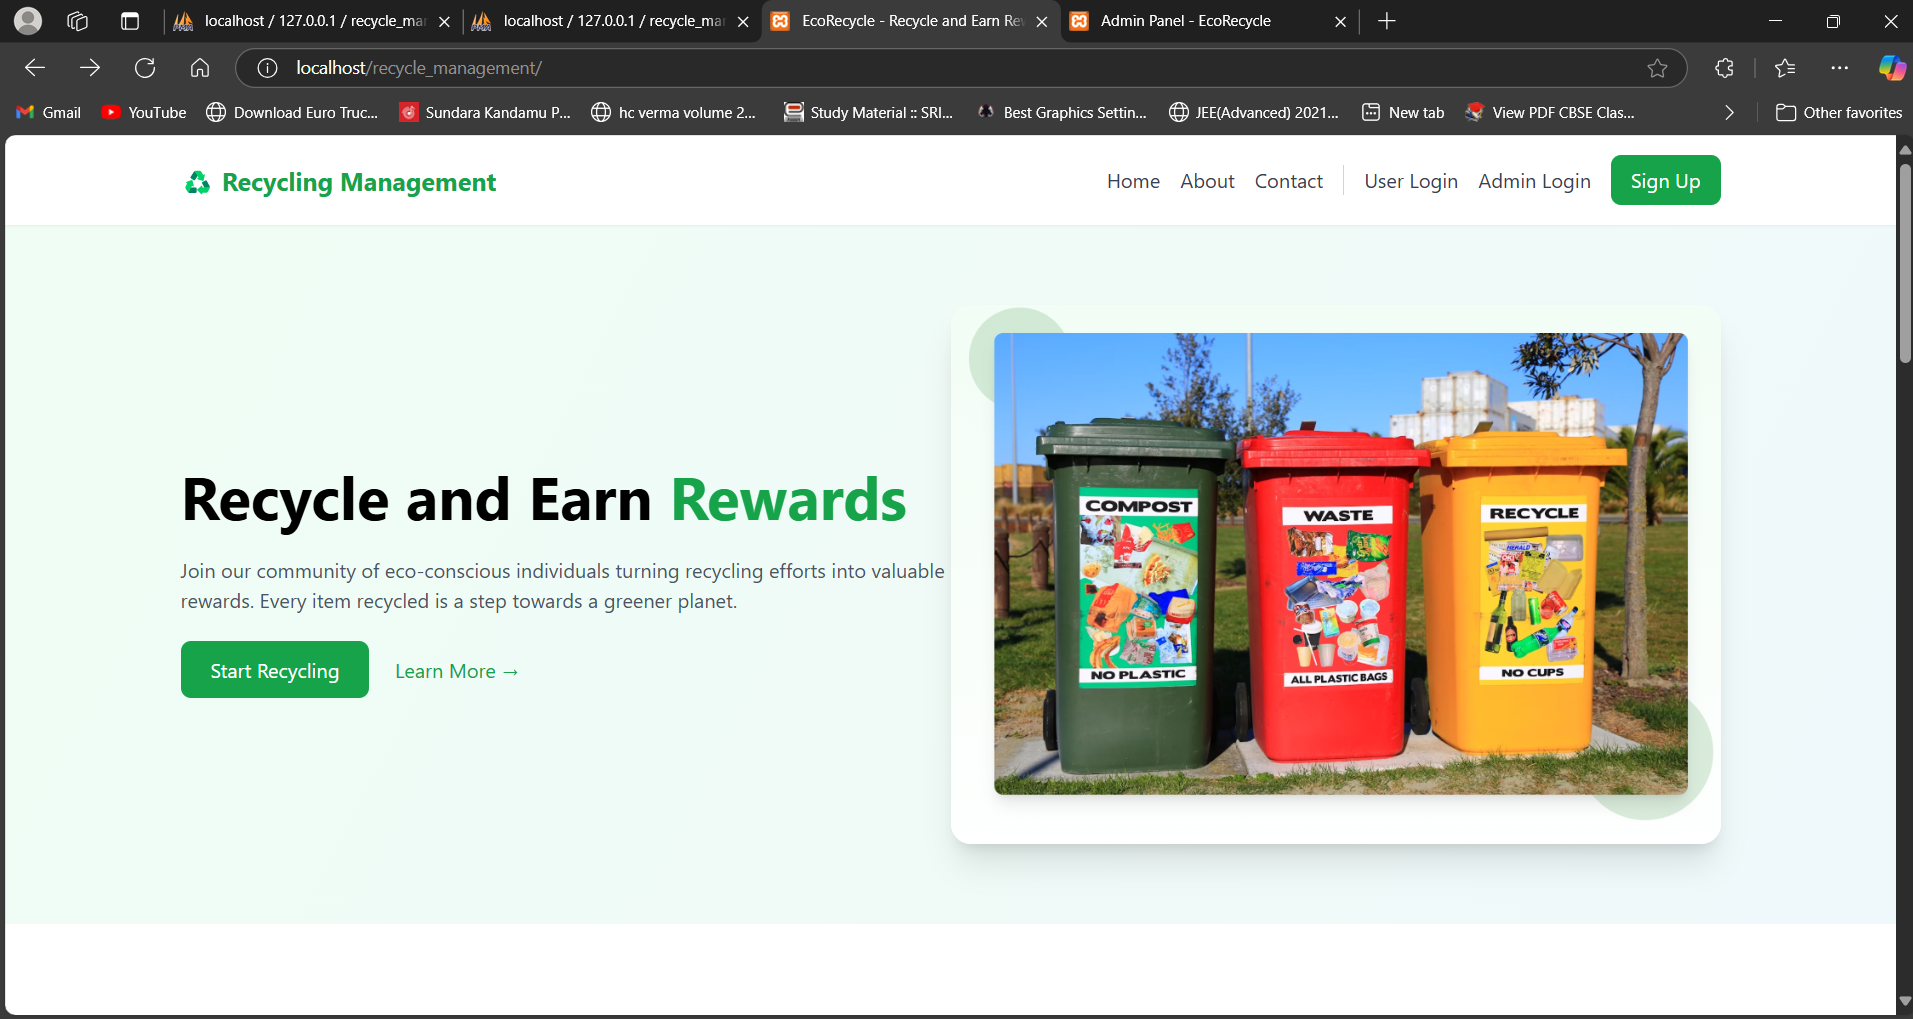 localhost / 127.0.0.1 / recycle_mar
localhost / 127.0.0.1 / recycle_mar
EcoRecycle - Recycle and Earn Re
Admin Panel - EcoRecycle
localhost/recycle_management/
Gmail
YouTube
Download Euro Truc...
Sundara Kandamu P...
hc verma volume 2...
Study Material :: SRI...
Best Graphics Settin...
JEE(Advanced) 2021...
New tab
View PDF CBSE Clas...
Other favorites
Recycling Management
Home
About
Contact
User Login
Admin Login
Sign Up
Recycle and Earn Rewards
Join our community of eco-conscious individuals turning recycling efforts into valuable
rewards. Every item recycled is a step towards a greener planet.
Start Recycling
Learn More →
COMPOST
NO PLASTIC
WASTE
ALL PLASTIC BAGS
RECYCLE
HERALD
NO CUPS